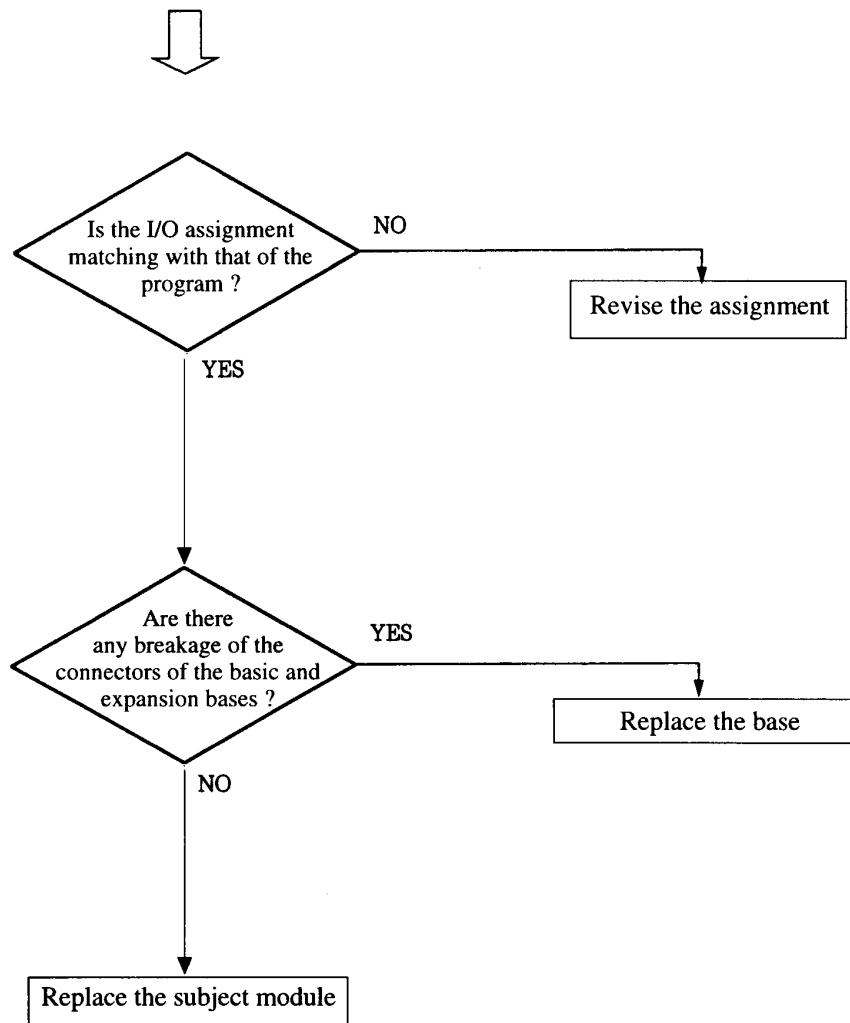 Is the I/O assignment
matching with that of the
program ?
NO
Revise the assignment
YES
Are there
any breakage of the
connectors of the basic and
expansion bases ?
YES
Replace the base
NO
Replace the subject module